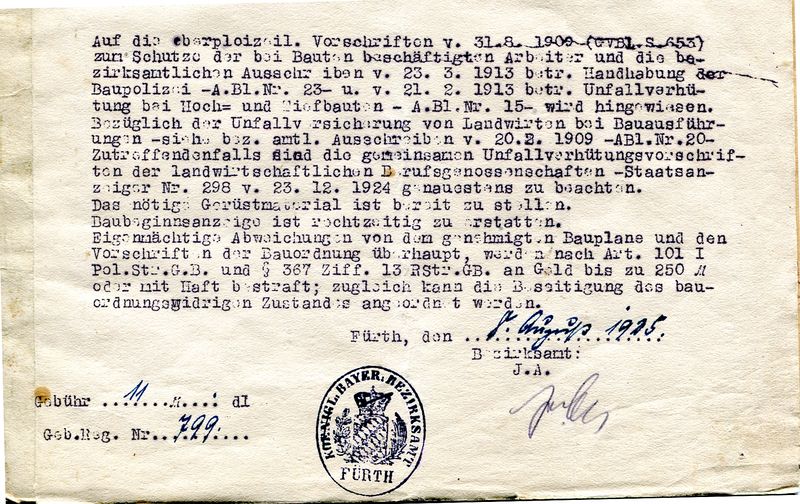 Auf die oberploizeil. Vorschriften v. 31.8. 1909 (GVBl.S.653)
zum Schutze der bei Bauten beschäftigten Arbeiter und die be-
zirksamtlichen Ausschr iben v. 23. 3. 1913 betr. Handhabung der
Baupolizei -A.Bl.Nr. 23- u. v. 21. 2. 1913 betr. Unfallverhü-
tung bei Hoch= und Tiefbauten - A.Bl.Nr. 15- wird hingewiesen.
Bezüglich der Unfallversicherung von Landwirten bei Bauausführ-
ungen -siehe bez. amtl. Ausschreiben v. 20.2. 1909 -ABl.Nr.20-
Zutreffendenfalls sind die gemeinsamen Unfallverhütungsvorschrif-
ten der landwirtschaftlichen Berufsgenossenschaften -Staatsan-
zeiger Nr. 298 v. 23. 12. 1924 genauestens zu beachten.
Das nötige Gerüstmaterial ist bereit zu stellen.
Baubeginnsanzeige ist rechtzeitig zu erstatten.
Eigenmächtige Abweichungen von dem genehmigten Bauplane und den
Vorschriften der Bauordnung überhaupt, werden nach Art. 101 I
Pol.Str.G.B. und § 367 Ziff. 13 RStr.GB. an Geld bis zu 250 M
oder mit Haft bestraft; zugleich kann die Beseitigung des bau-
ordnungswidrigen Zustandes angeordnet werden.
Fürth, den .. August 1925.
Bezirksamt:
J.A.
Gebühr ...11...M...: dl
Geb.Reg. Nr..799....
KOENIGL. BAYER. BEZIRKSAMT
FÜRTH